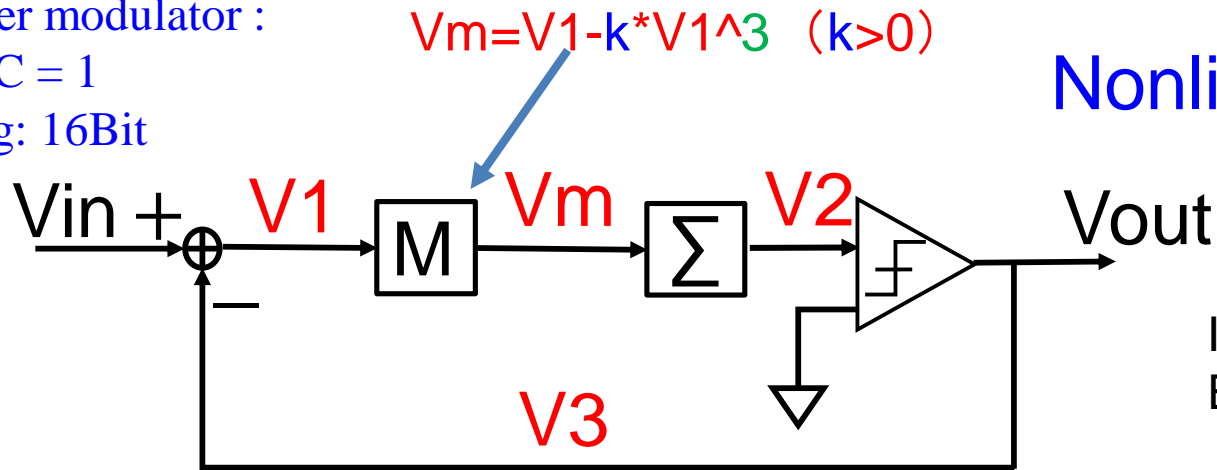 er modulator :
C = 1
g: 16Bit
Vm=V1-k*V1^3（k>0）
Nonli
Vin + V1 M Vm Σ V2 Vout
−
V3